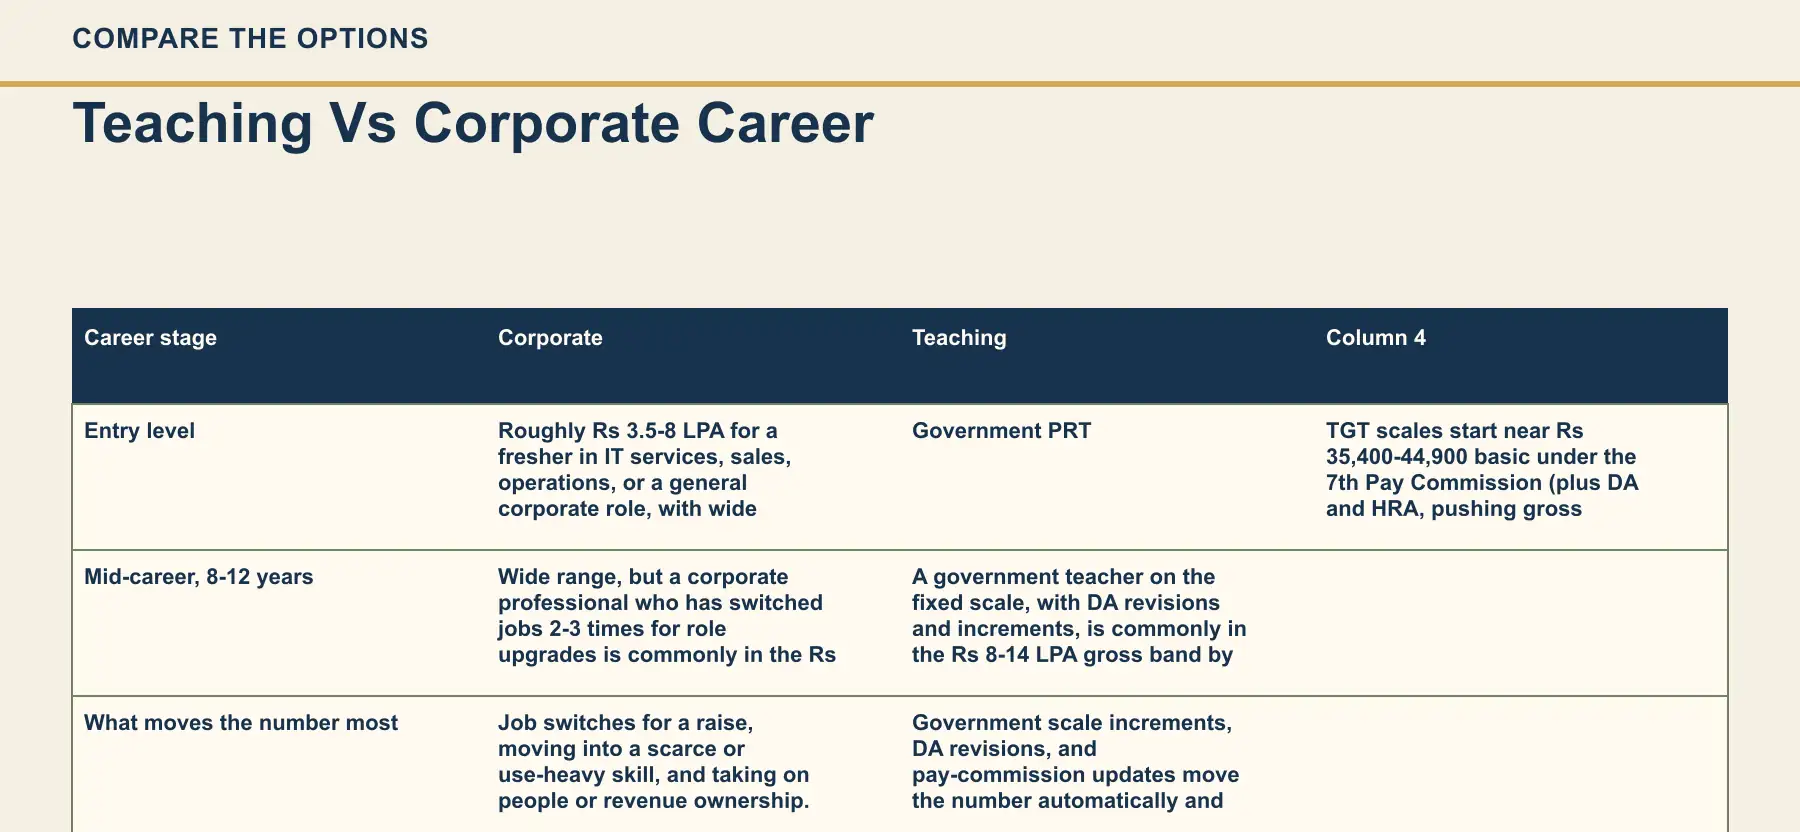 COMPARE THE OPTIONS
Teaching Vs Corporate Career
Career stage
Corporate
Teaching
Column 4
Entry level
Roughly Rs 3.5-8 LPA for a
fresher in IT services, sales,
operations, or a general
corporate role, with wide
Government PRT
TGT scales start near Rs
35,400-44,900 basic under the
7th Pay Commission (plus DA
and HRA, pushing gross
Mid-career, 8-12 years
Wide range, but a corporate
professional who has switched
jobs 2-3 times for role
upgrades is commonly in the Rs
A government teacher on the
fixed scale, with DA revisions
and increments, is commonly in
the Rs 8-14 LPA gross band by
What moves the number most
Job switches for a raise,
moving into a scarce or
use-heavy skill, and taking on
people or revenue ownership.
Government scale increments,
DA revisions, and
pay-commission updates move
the number automatically and